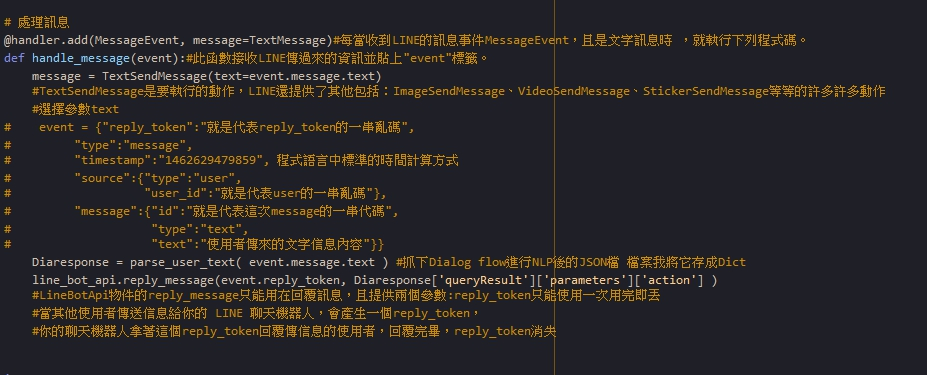 # 處理訊息
@handler.add(MessageEvent, message=TextMessage)#每當收到LINE的訊息事件MessageEvent，且是文字訊息時 ，就執行下列程式碼。
def handle_message(event):#此函數接收LINE傳過來的資訊並貼上"event"標籤。
    message = TextSendMessage(text=event.message.text)
    #TextSendMessage是要執行的動作，LINE還提供了其他包括：ImageSendMessage、VideoSendMessage、StickerSendMessage等等的許多許多動作
    #選擇參數text
#    event = {"reply_token":"就是代表reply_token的一串亂碼",
#         "type":"message",
#         "timestamp":"1462629479859", 程式語言中標準的時間計算方式
#         "source":{"type":"user",
#                   "user_id":"就是代表user的一串亂碼"},
#         "message":{"id":"就是代表這次message的一串代碼",
#                    "type":"text",
#                    "text":"使用者傳來的文字信息內容"}}
    Diaresponse = parse_user_text( event.message.text ) #抓下Dialog flow進行NLP後的JSON檔 檔案我將它存成Dict
    line_bot_api.reply_message(event.reply_token, Diaresponse['queryResult']['parameters']['action'] )
    #LineBotApi物件的reply_message只能用在回覆訊息，且提供兩個參數:reply_token只能使用一次用完即丟
    #當其他使用者傳送信息給你的 LINE 聊天機器人，會產生一個reply_token，
    #你的聊天機器人拿著這個reply_token回覆傳信息的使用者，回覆完畢，reply_token消失